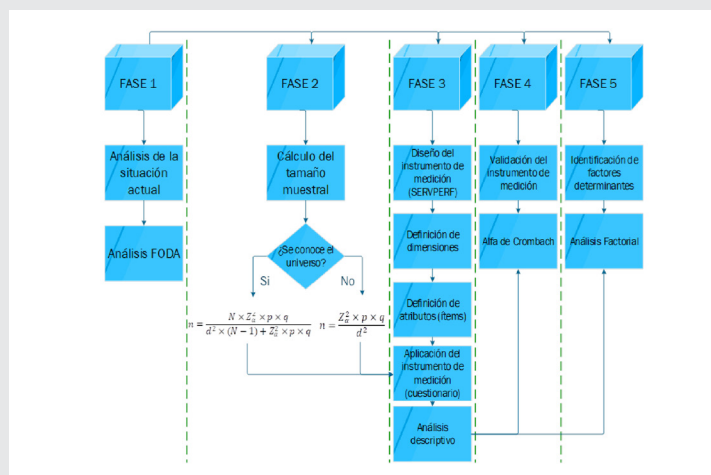 FASE 1
FASE 2
FASE 3
FASE 4
FASE 5
Análisis de la
situación
actual
Análisis FODA
Cálculo del
tamaño
muestral
¿Se conoce el
universo?
Si
No
n = \frac{N × Z_α^2 × p × q}{d^2 × (N − 1) + Z_α^2 × p × q}
n = \frac{Z_α^2 × p × q}{d^2}
Diseño del
instrumento de
medición
(SERVPERF)
Definición de
dimensiones
Definición de
atributos (ítems)
Aplicación del
instrumento de
medición
(cuestionario)
Análisis
descriptivo
Validación del
instrumento de
medición
Alfa de Crombach
Identificación de
factores
determinantes
Análisis Factorial